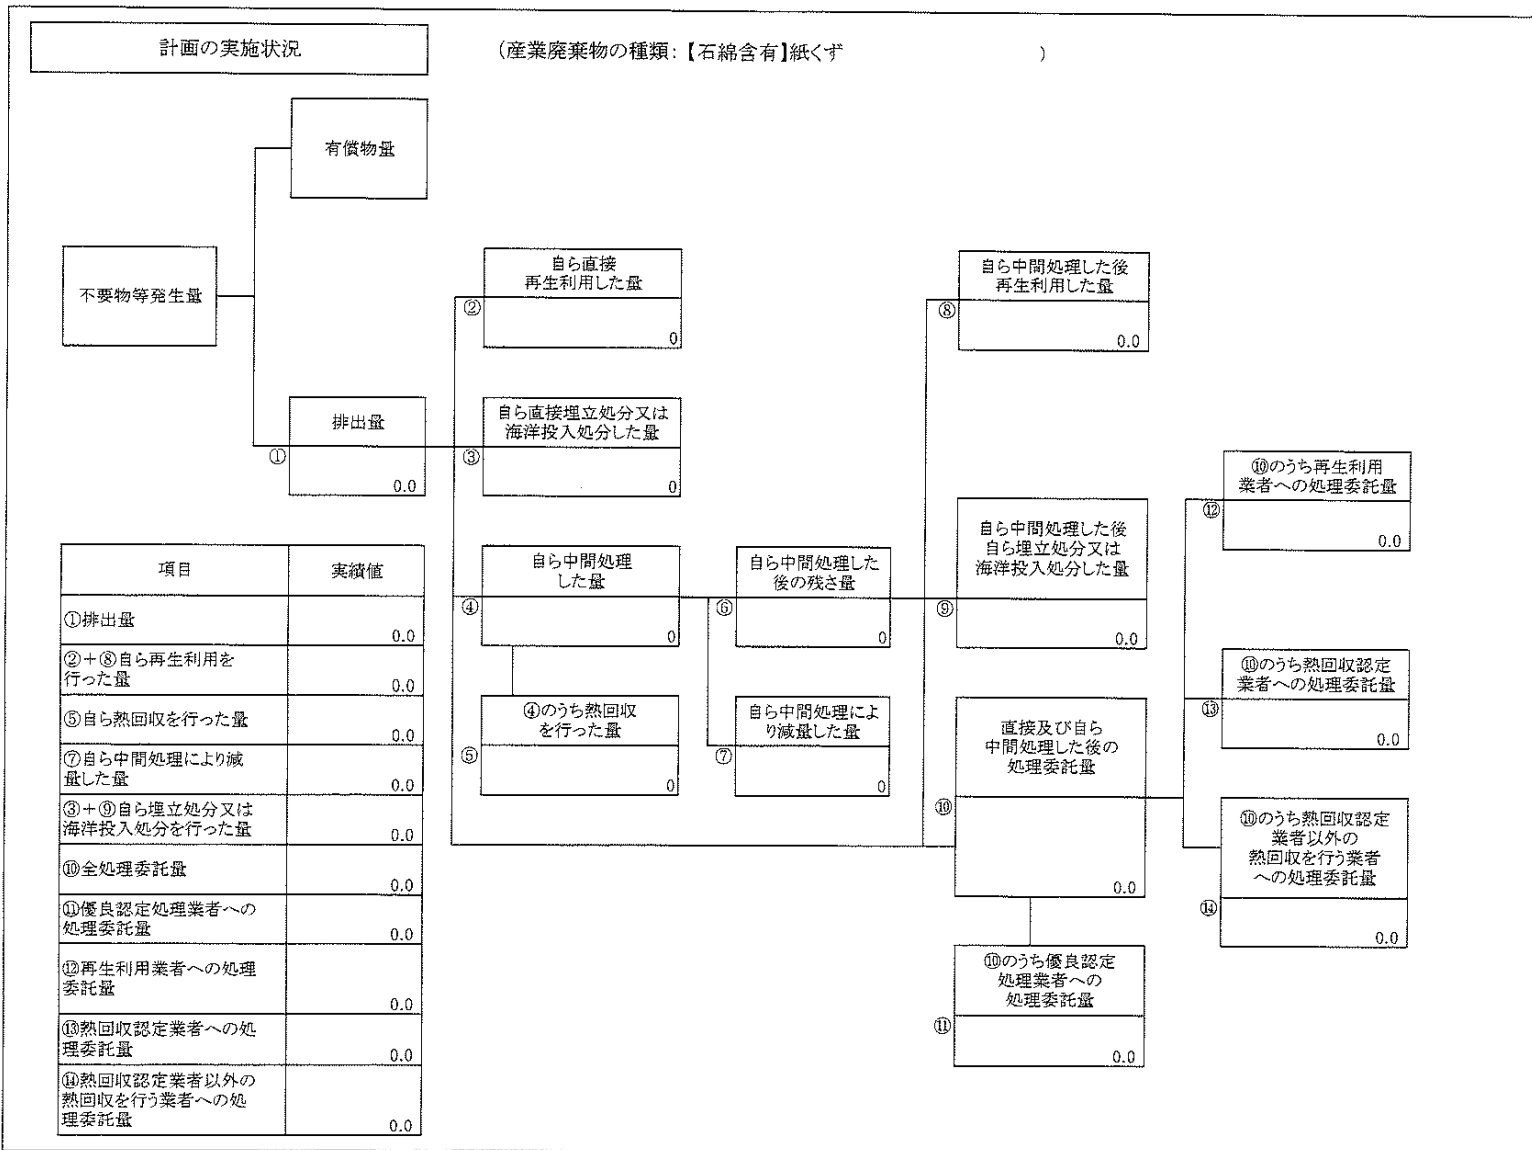 計画の実施状況
(産業廃棄物の種類:【石綿含有】紙くず )
有償物量
不要物等発生量
自ら直接
再生利用した量
②
0
自ら中間処理した後
再生利用した量
⑧
0.0
排出量
①
0.0
自ら直接埋立処分又は
海洋投入処分した量
③
0
⑩のうち再生利用
業者への処理委託量
⑫
0.0
自ら中間処理
した量
④
0
自ら中間処理した
後の残さ量
⑥
0
自ら中間処理した後
自ら埋立処分又は
海洋投入処分した量
⑨
0.0
⑩のうち熱回収認定
業者への処理委託量
⑬
0.0
④のうち熱回収
を行った量
⑤
0
自ら中間処理によ
り減量した量
⑦
0
直接及び自ら
中間処理した後の
処理委託量
⑩
0.0
⑩のうち熱回収認定
業者以外の
熱回収を行う業者
への処理委託量
⑭
0.0
⑩のうち優良認定
処理業者への
処理委託量
⑪
0.0
項目 実績値
①排出量
0.0
②+⑧自ら再生利用を
行った量
0.0
⑤自ら熱回収を行った量
0.0
⑦自ら中間処理により減
量した量
0.0
③+⑨自ら埋立処分又は
海洋投入処分を行った量
0.0
⑩全処理委託量
0.0
⑪優良認定処理業者への
処理委託量
0.0
⑫再生利用業者への処理
委託量
0.0
⑬熱回収認定業者への処
理委託量
0.0
⑭熱回収認定業者以外の
熱回収を行う業者への処
理委託量
0.0